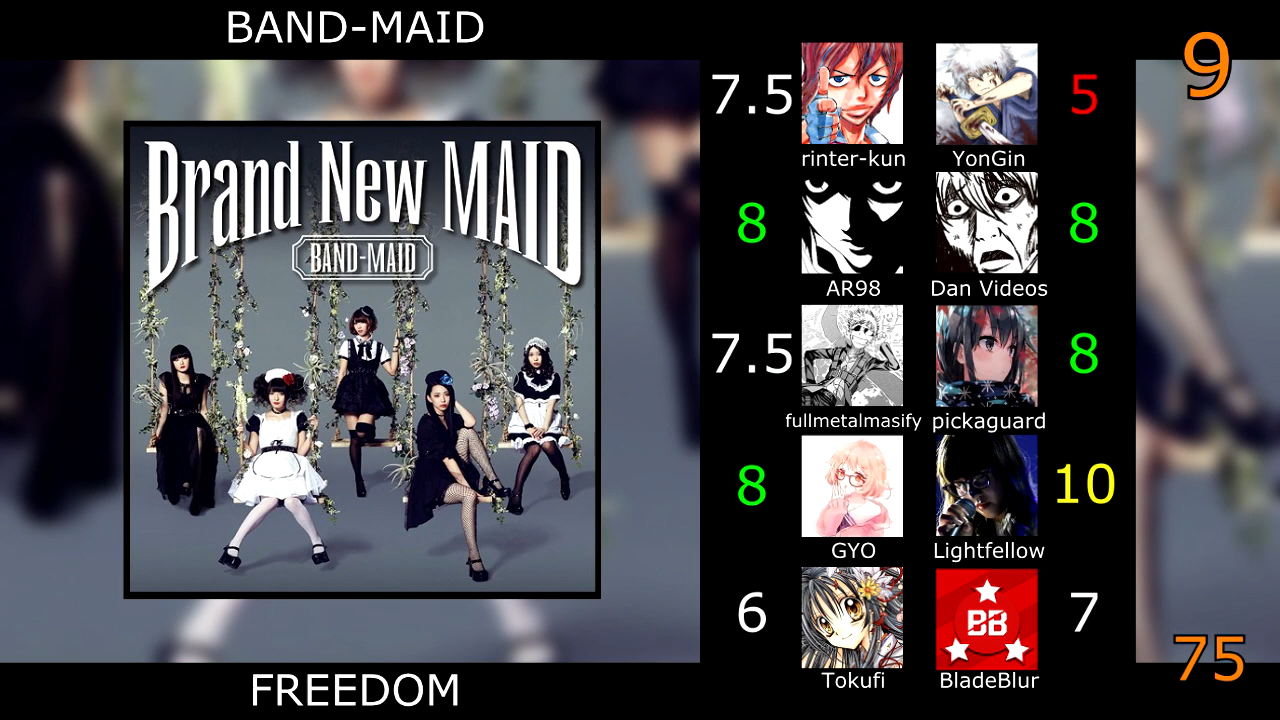 BAND-MAID
Brand New MAID
BAND-MAID
FREEDOM
7.5
rinter-kun
YonGin
5
8
AR98
Dan Videos
8
7.5
fullmetalmasify
pickaguard
8
8
GYO
Lightfellow
10
6
Tokufi
BB
BladeBlur
7
9
75